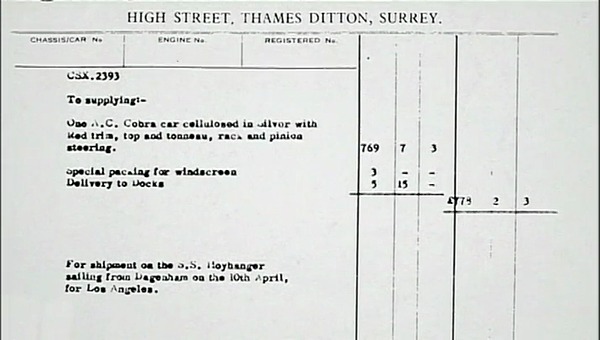 HIGH STREET, THAMES DITTON, SURREY.
CHASSIS/CAR No. ENGINE No. REGISTERED No.
CSX.2393
To supplying:-
One A.C. Cobra car cellulosed in silver with
Red trim, top and tonneau, rack and pinion
steering. 769 7 3
Special packing for windscreen 3 - -
Delivery to Docks 5 15 -
£778 2 3
For shipment on the S.S. Hoyhanger
sailing from Dagenham on the 10th April,
for Los Angeles.